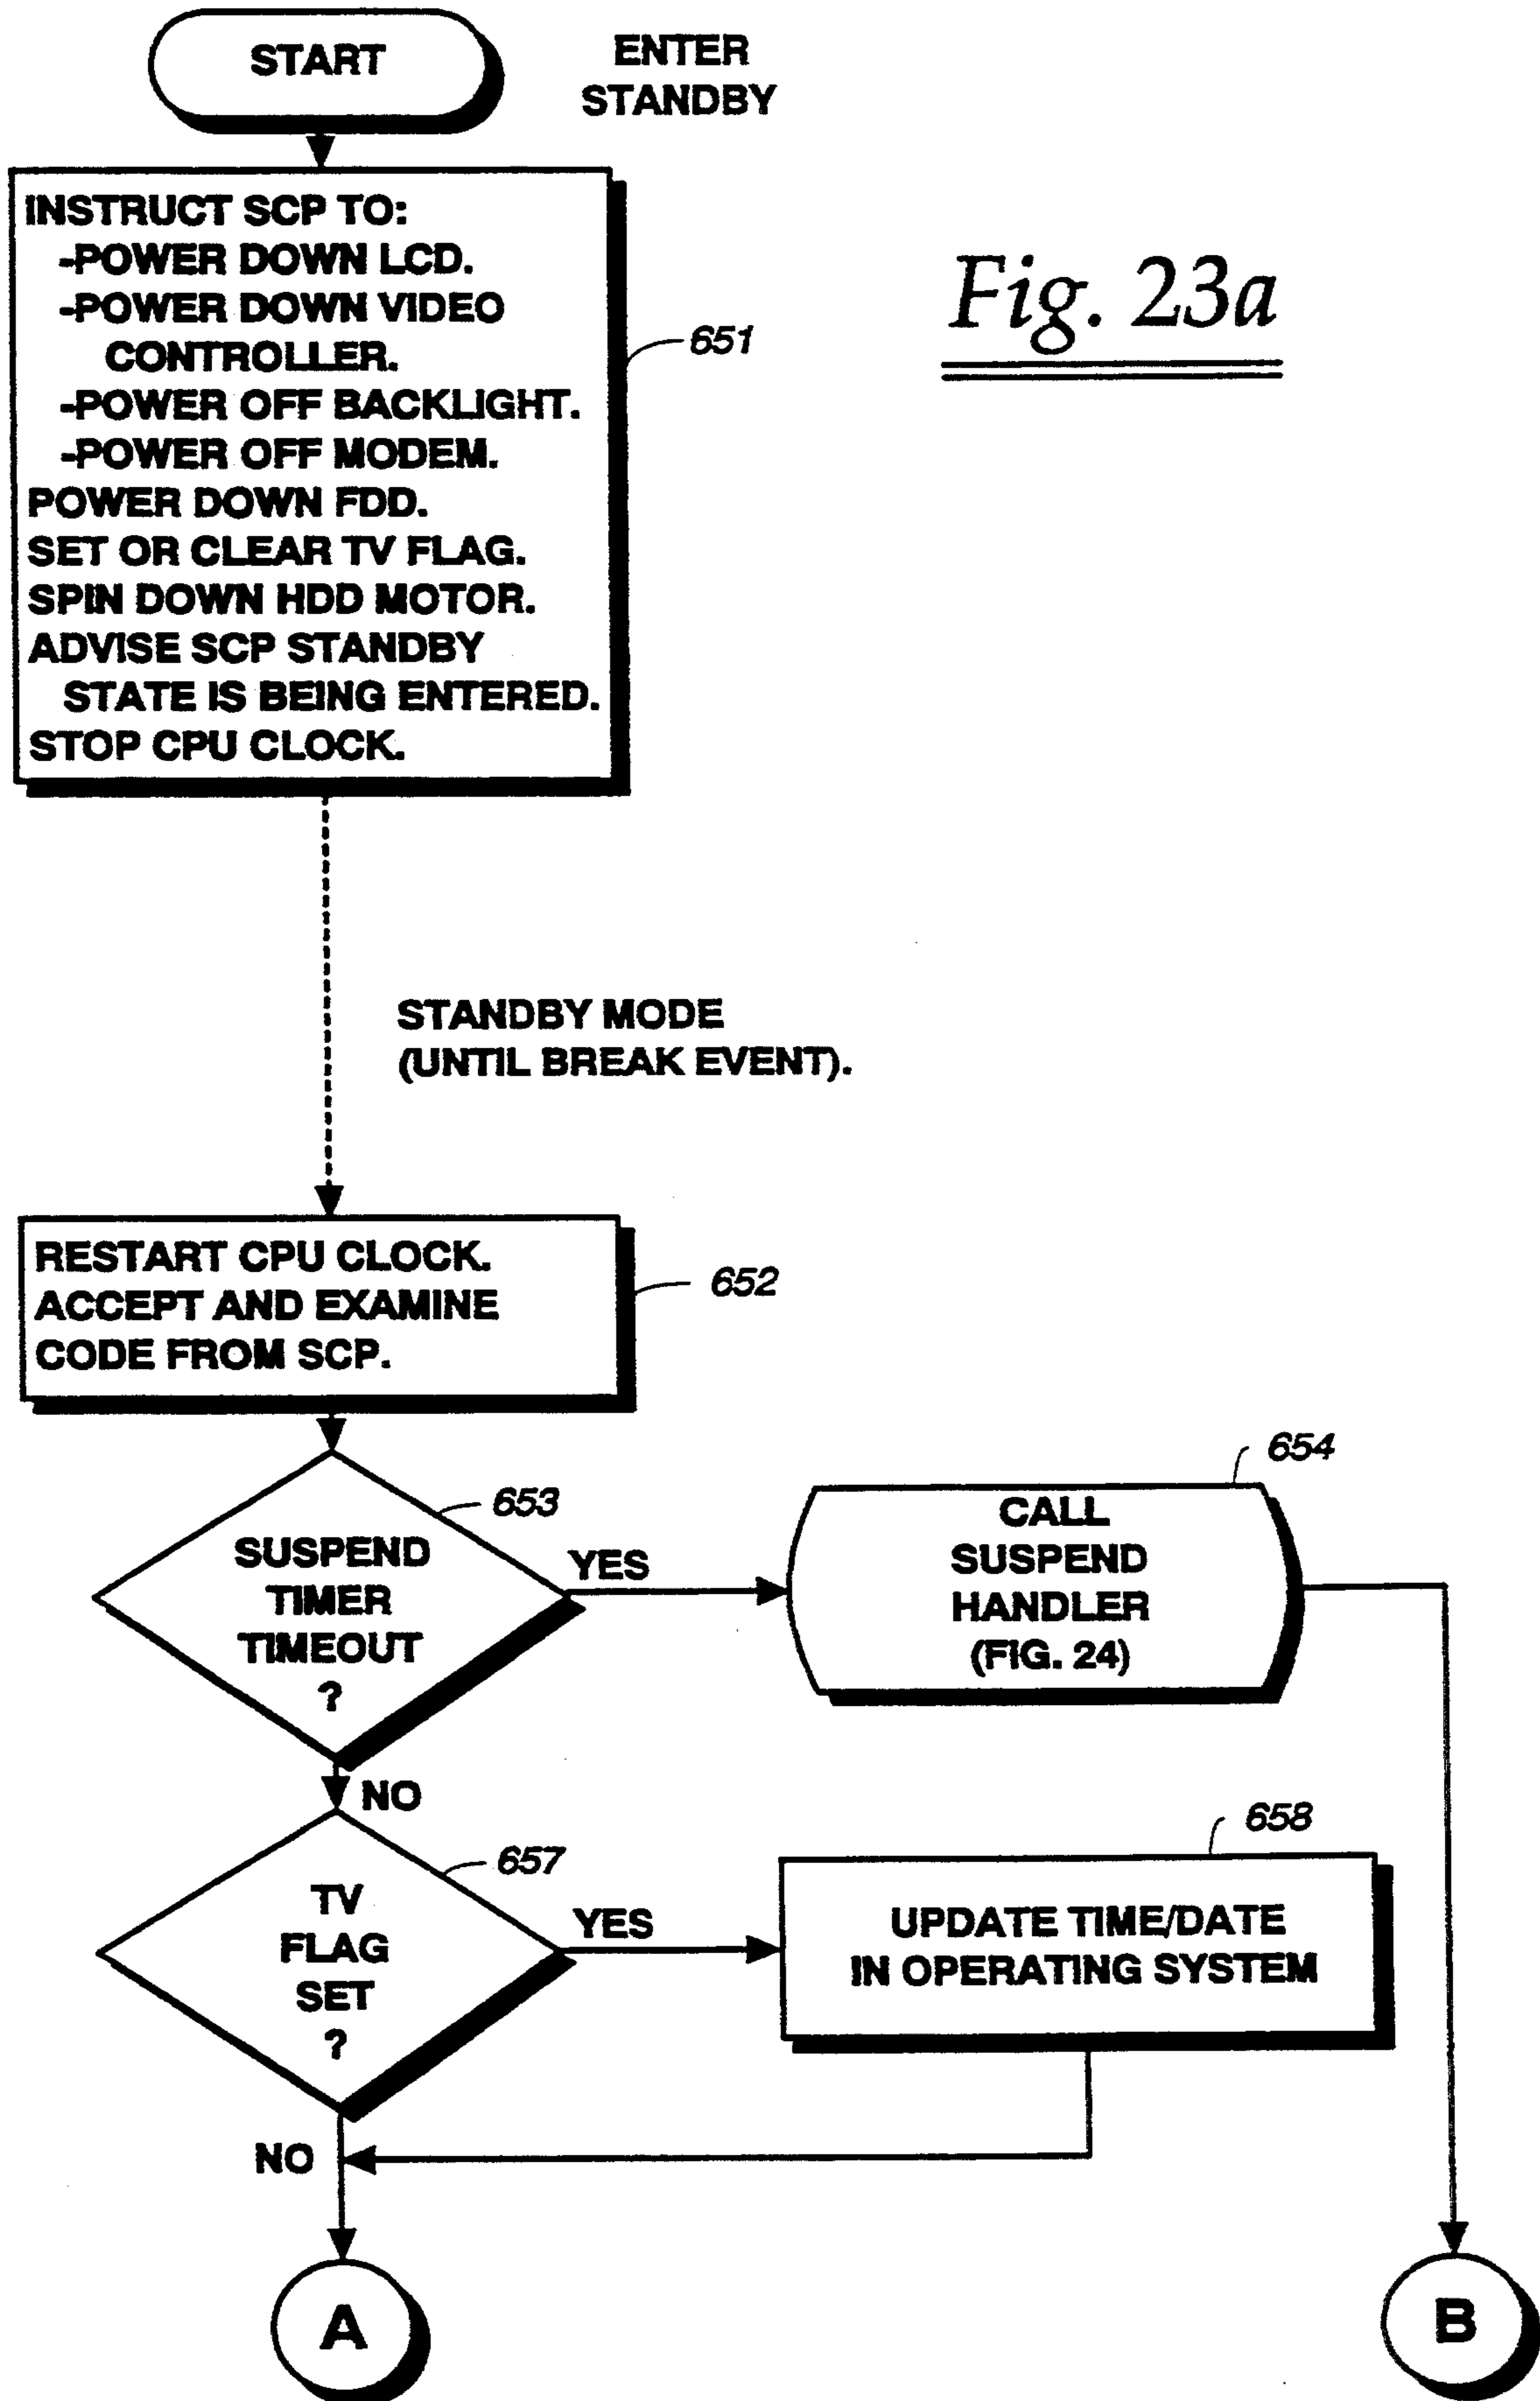 START
ENTER
STANDBY
INSTRUCT SCP TO:
-POWER DOWN LCD.
-POWER DOWN VIDEO
CONTROLLER.
-POWER OFF BACKLIGHT.
-POWER OFF MODEM.
POWER DOWN FDD.
SET OR CLEAR TV FLAG.
SPIN DOWN HDD MOTOR.
ADVISE SCP STANDBY
STATE IS BEING ENTERED.
STOP CPU CLOCK.
651
Fig. 23a
STANDBY MODE
(UNTIL BREAK EVENT).
RESTART CPU CLOCK.
ACCEPT AND EXAMINE
CODE FROM SCP.
652
653
SUSPEND
TIMER
TIMEOUT
?
YES
654
CALL
SUSPEND
HANDLER
(FIG. 24)
NO
657
TV
FLAG
SET
?
YES
658
UPDATE TIME/DATE
IN OPERATING SYSTEM
NO
A
B